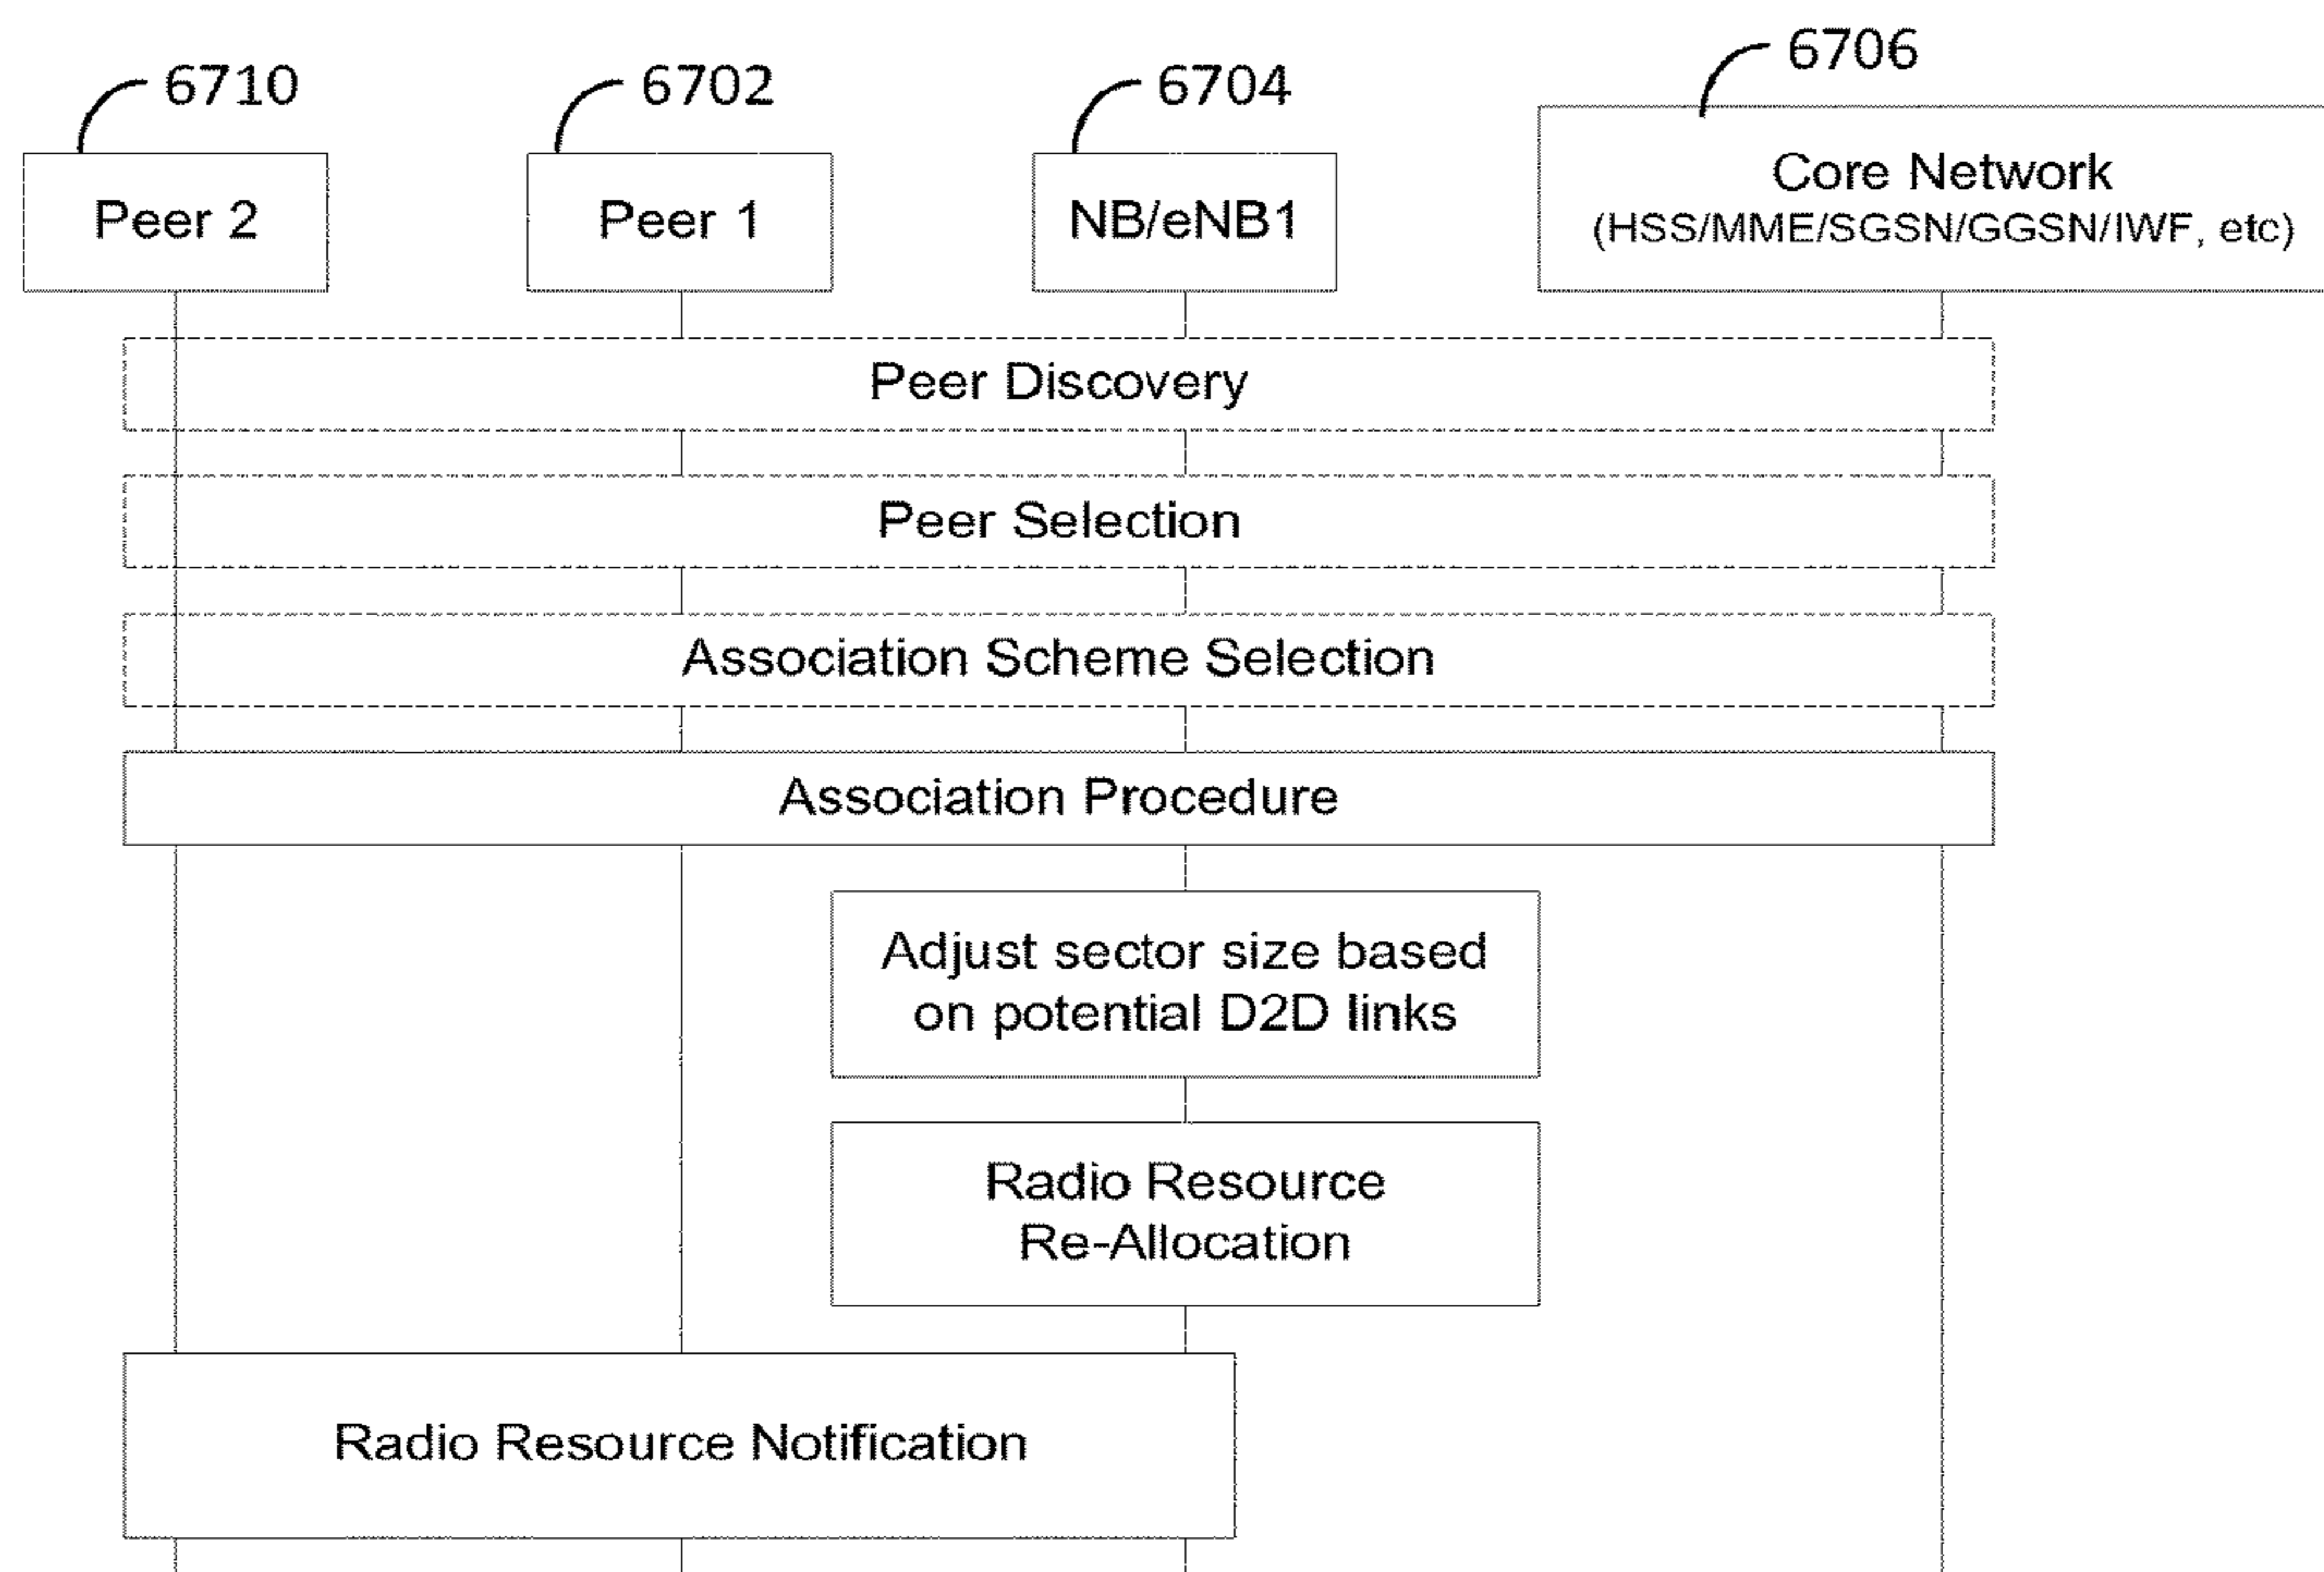 6710
6702
6704
6706
Peer 2
Peer 1
NB/eNB1
Core Network
(HSS/MME/SGSN/GGSN/IWF, etc)
Peer Discovery
Peer Selection
Association Scheme Selection
Association Procedure
Adjust sector size based
on potential D2D links
Radio Resource
Re-Allocation
Radio Resource Notification